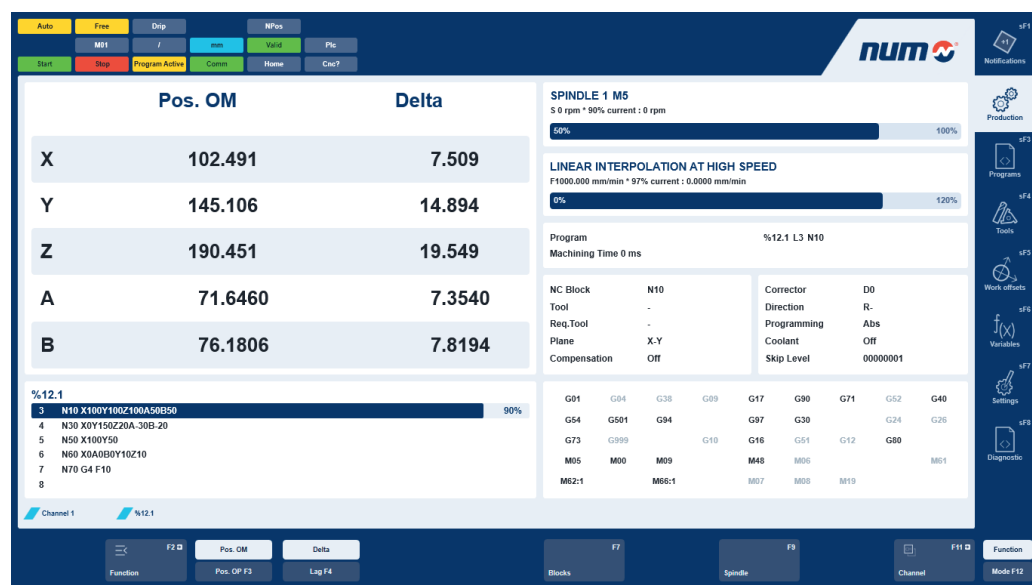 Auto Free Drip NPos
M01 / mm Valid Plc
Start Stop Program Active Comm Home Cnc?
num
sF1
+1
Notifications
Production
sF3
Programs
sF4
Tools
sF5
Work offsets
sF6
f(x)
Variables
sF7
Settings
sF8
Diagnostic
Pos. OM Delta
X 102.491 7.509
Y 145.106 14.894
Z 190.451 19.549
A 71.6460 7.3540
B 76.1806 7.8194
SPINDLE 1 M5
S 0 rpm * 90% current : 0 rpm
50% 100%
LINEAR INTERPOLATION AT HIGH SPEED
F1000.000 mm/min * 97% current : 0.0000 mm/min
0% 120%
Program %12.1 L3 N10
Machining Time 0 ms
NC Block N10
Tool -
Req.Tool -
Plane X-Y
Compensation Off
Corrector D0
Direction R-
Programming Abs
Coolant Off
Skip Level 00000001
%12.1
3 N10 X100Y100Z100A50B50 90%
4 N30 X0Y150Z20A-30B-20
5 N50 X100Y50
6 N60 X0A0B0Y10Z10
7 N70 G4 F10
8
G01 G04 G38 G09 G17 G90 G71 G52 G40
G54 G501 G94 G97 G30 G24 G26
G73 G999 G10 G16 G51 G12 G80
M05 M00 M09 M48 M06 M61
M62:1 M66:1 M07 M08 M19
Channel 1 %12.1
F2 Function
Pos. OM
Pos. OP F3
Delta
Lag F4
F7
Blocks
F9
Spindle
F11
Channel
Function
Mode F12